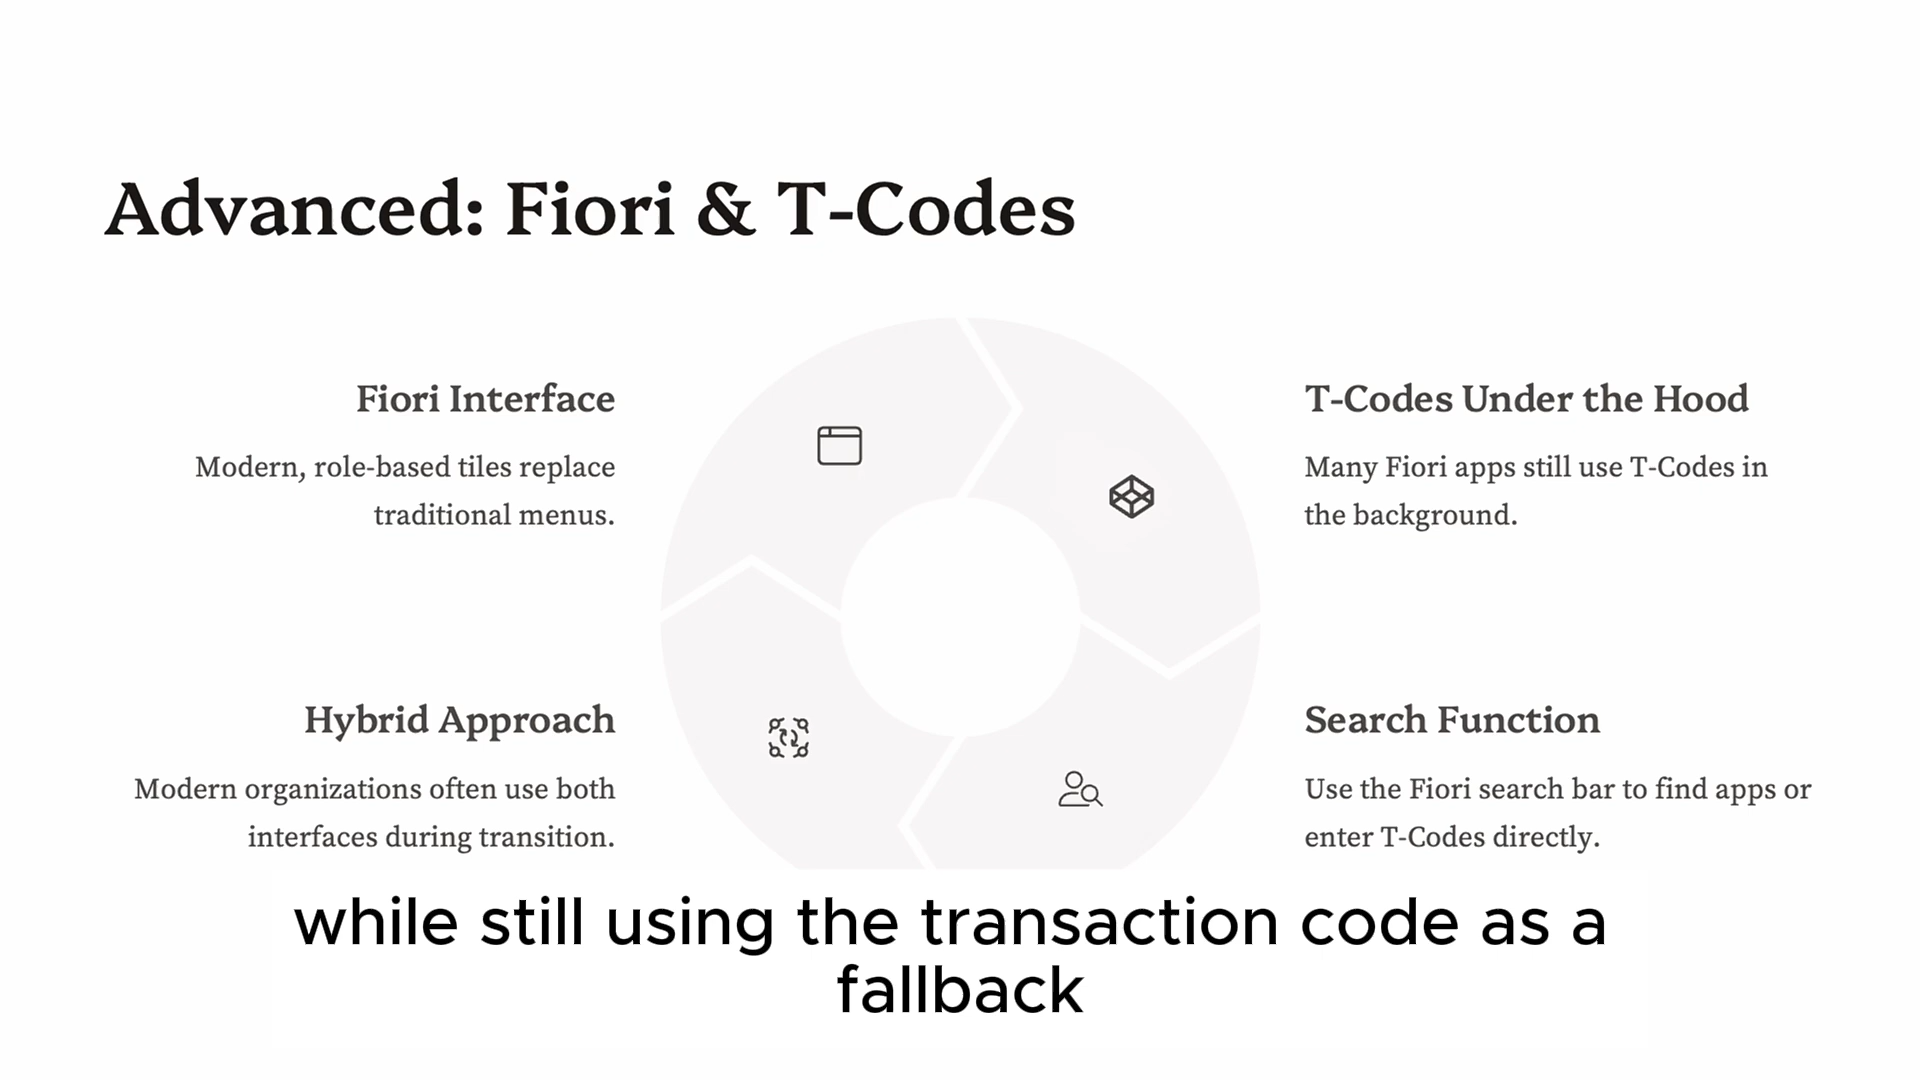 Advanced: Fiori & T-Codes
Fiori Interface
Modern, role-based tiles replace
traditional menus.
T-Codes Under the Hood
Many Fiori apps still use T-Codes in
the background.
Hybrid Approach
Modern organizations often use both
interfaces during transition.
Search Function
Use the Fiori search bar to find apps or
enter T-Codes directly.
while still using the transaction code as a
fallback